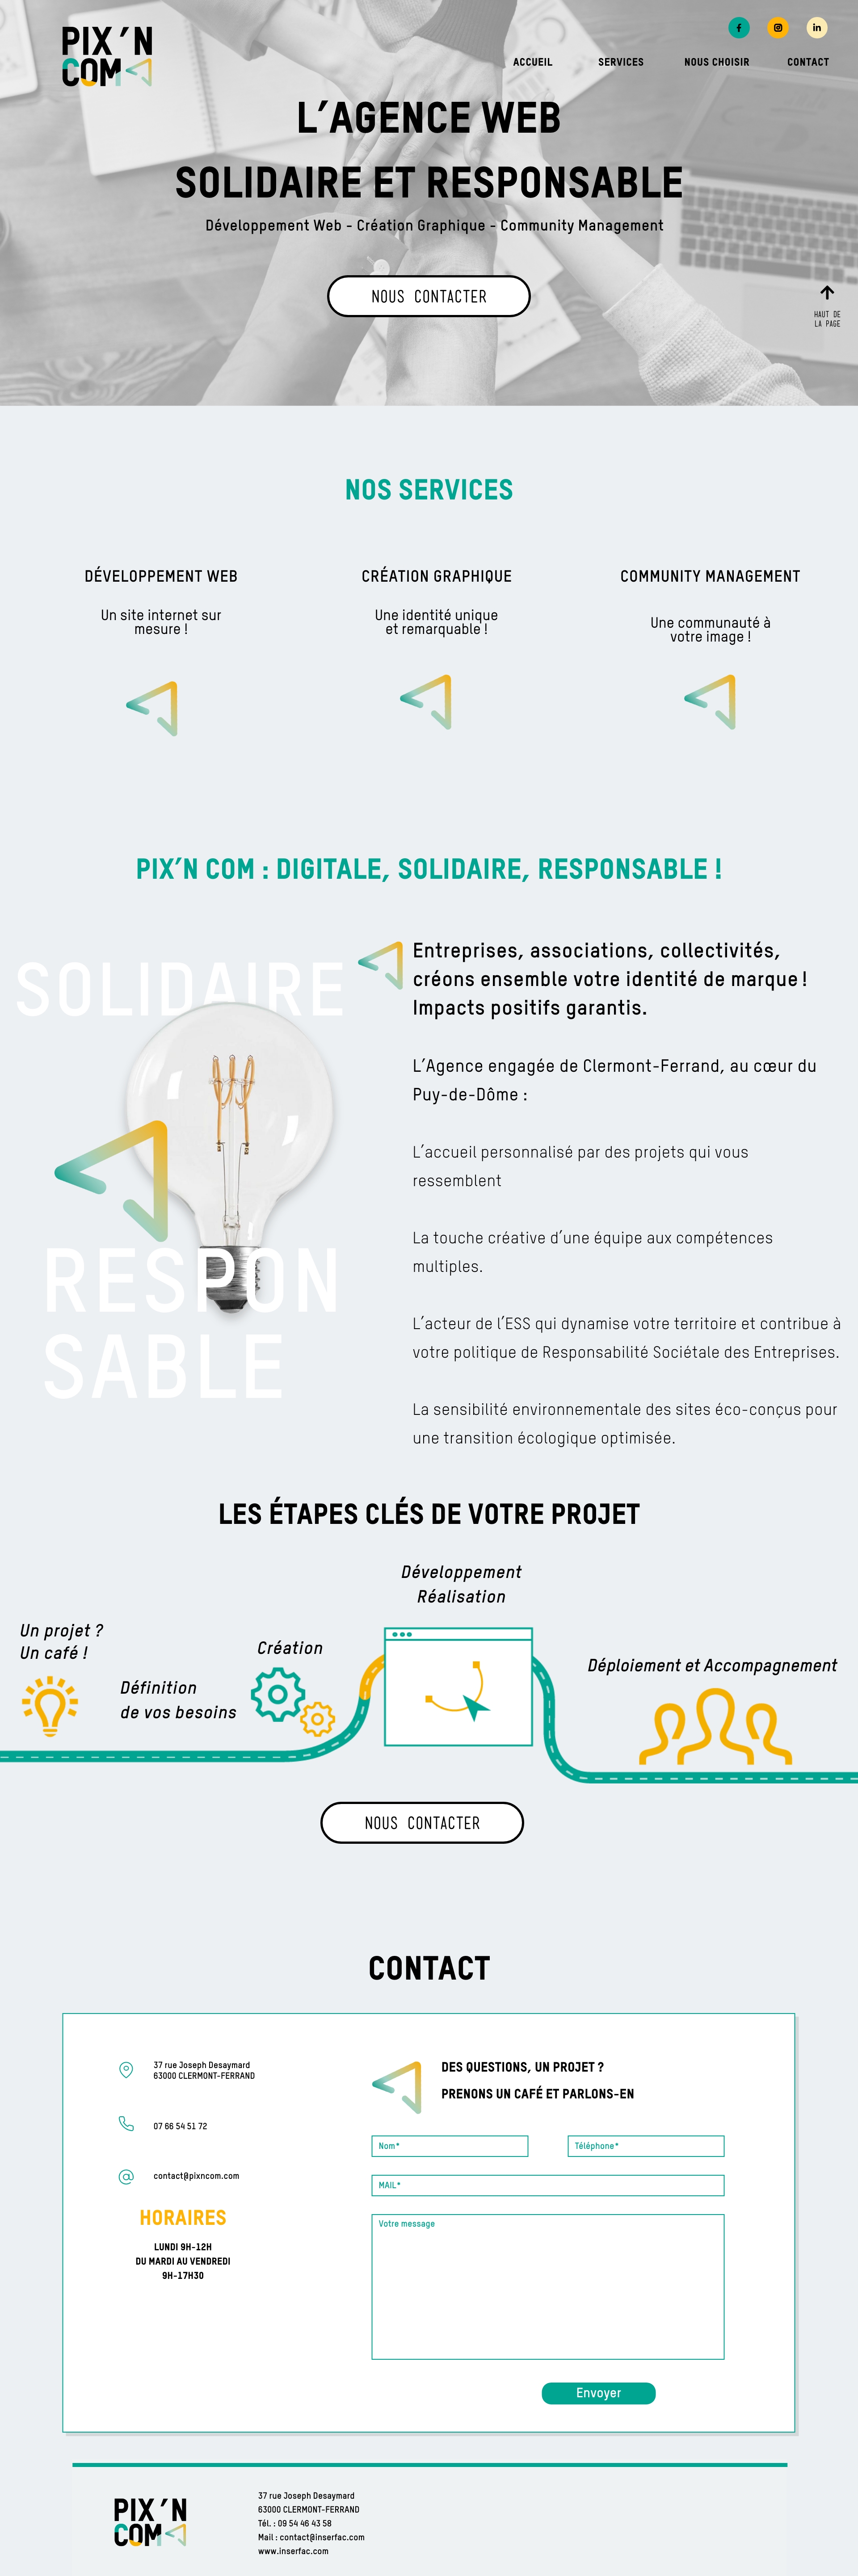 PIX'N
COM
ACCUEIL SERVICES NOUS CHOISIR CONTACT
L'AGENCE WEB
SOLIDAIRE ET RESPONSABLE
Développement Web - Création Graphique - Community Management
NOUS CONTACTER
HAUT DE
LA PAGE
NOS SERVICES
DÉVELOPPEMENT WEB
Un site internet sur
mesure !
CRÉATION GRAPHIQUE
Une identité unique
et remarquable !
COMMUNITY MANAGEMENT
Une communauté à
votre image !
PIX'N COM : DIGITALE, SOLIDAIRE, RESPONSABLE !
SOLIDAIRE
RESPON
SABLE
Entreprises, associations, collectivités,
créons ensemble votre identité de marque !
Impacts positifs garantis.
L'Agence engagée de Clermont-Ferrand, au cœur du
Puy-de-Dôme :
L'accueil personnalisé par des projets qui vous
ressemblent
La touche créative d'une équipe aux compétences
multiples.
L'acteur de l'ESS qui dynamise votre territoire et contribue à
votre politique de Responsabilité Sociétale des Entreprises.
La sensibilité environnementale des sites éco-conçus pour
une transition écologique optimisée.
LES ÉTAPES CLÉS DE VOTRE PROJET
Un projet ?
Un café !
Définition
de vos besoins
Création
Développement
Réalisation
Déploiement et Accompagnement
NOUS CONTACTER
CONTACT
37 rue Joseph Desaymard
63000 CLERMONT-FERRAND
07 66 54 51 72
contact@pixncom.com
HORAIRES
LUNDI 9H-12H
DU MARDI AU VENDREDI
9H-17H30
DES QUESTIONS, UN PROJET ?
PRENONS UN CAFÉ ET PARLONS-EN
Nom*
Téléphone*
MAIL*
Votre message
Envoyer
PIX'N
COM
37 rue Joseph Desaymard
63000 CLERMONT-FERRAND
Tél. : 09 54 46 43 58
Mail : contact@inserfac.com
www.inserfac.com